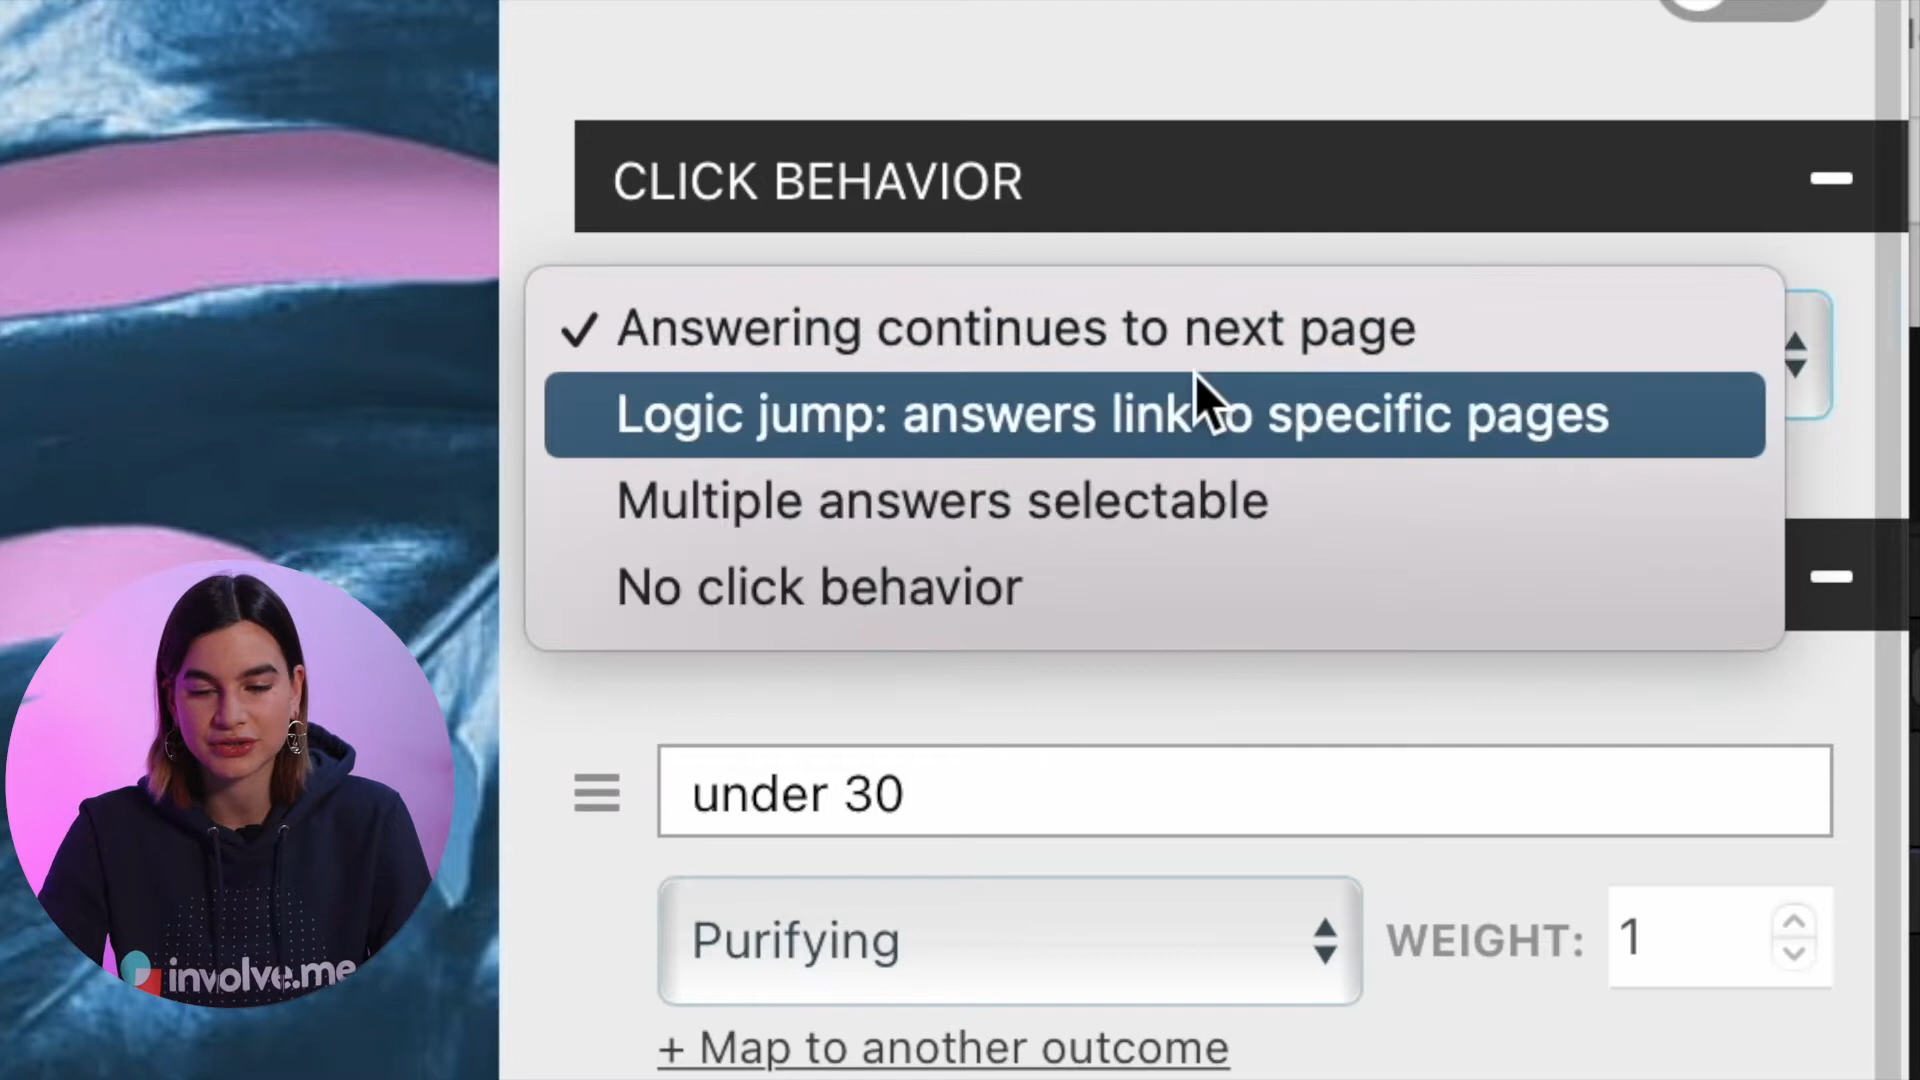 CLICK BEHAVIOR
✓ Answering continues to next page
Logic jump: answers link to specific pages
Multiple answers selectable
No click behavior
under 30
Purifying
WEIGHT: 1
+ Map to another outcome
involve.me